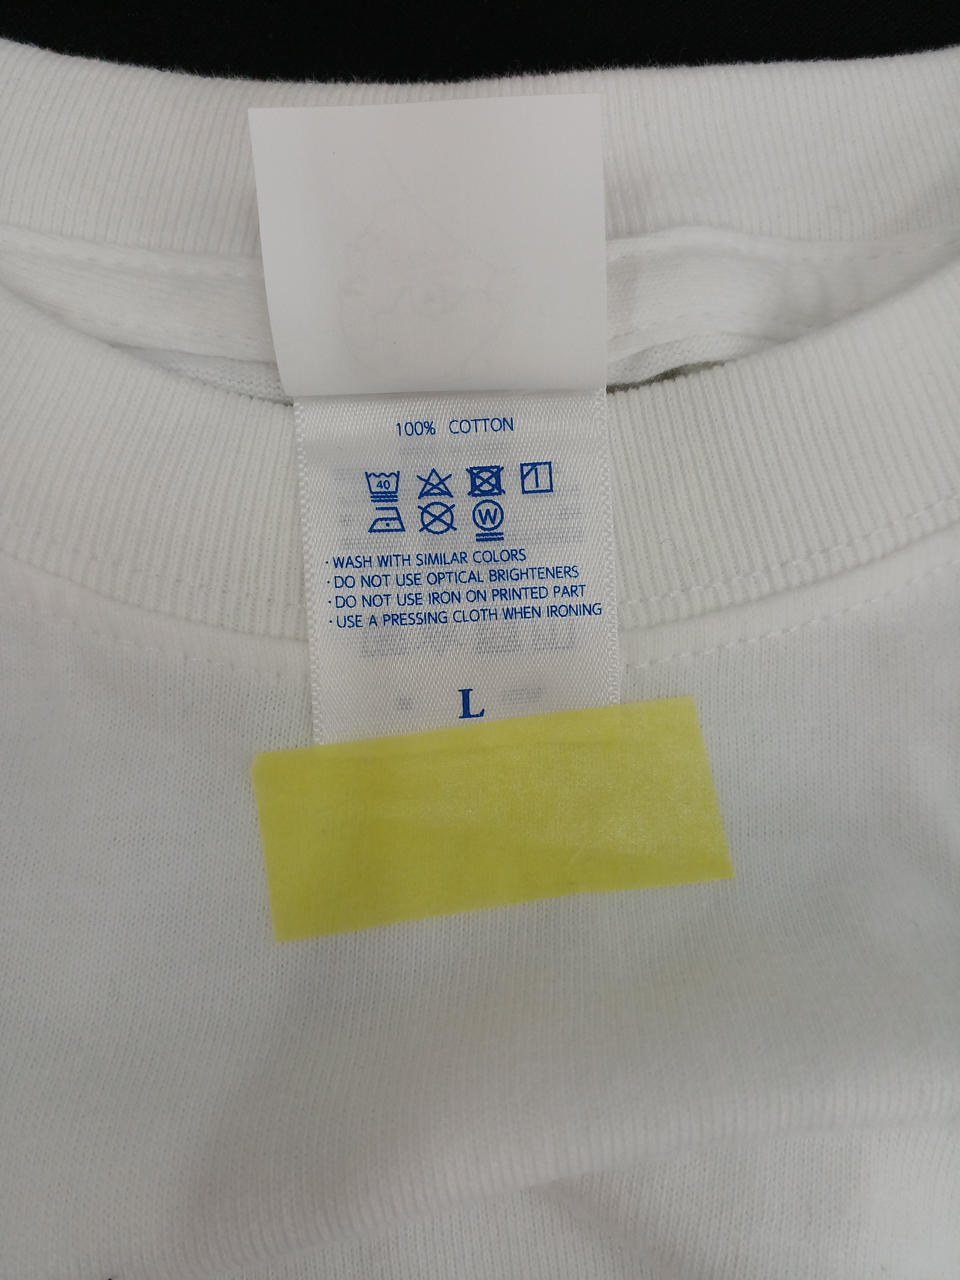 100% COTTON
40
W
· WASH WITH SIMILAR COLORS
· DO NOT USE OPTICAL BRIGHTENERS
· DO NOT USE IRON ON PRINTED PART
· USE A PRESSING CLOTH WHEN IRONING
L